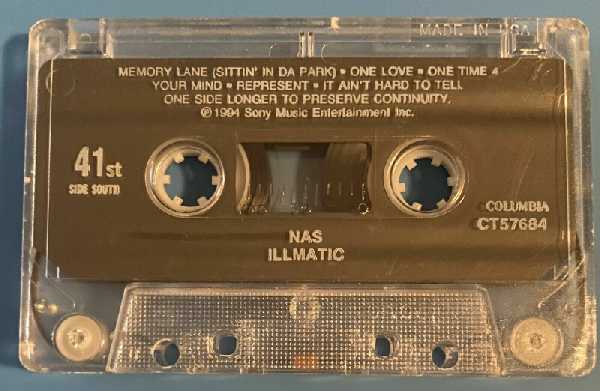 MADE IN USA
MEMORY LANE (SITTIN' IN DA PARK) • ONE LOVE • ONE TIME 4
YOUR MIND • REPRESENT • IT AIN'T HARD TO TELL
ONE SIDE LONGER TO PRESERVE CONTINUITY.
℗1994 Sony Music Entertainment Inc.
41st
SIDE SOUTH
COLUMBIA
CT57684
NAS
ILLMATIC